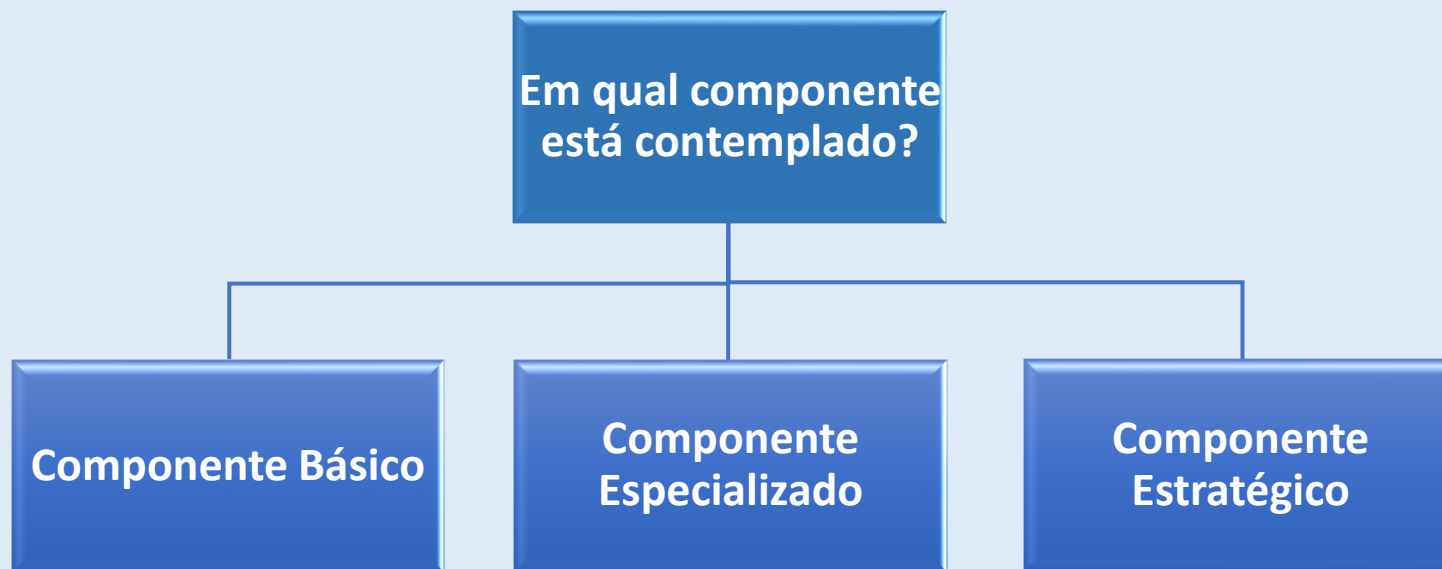 Em qual componente
está contemplado?
Componente Básico
Componente
Especializado
Componente
Estratégico